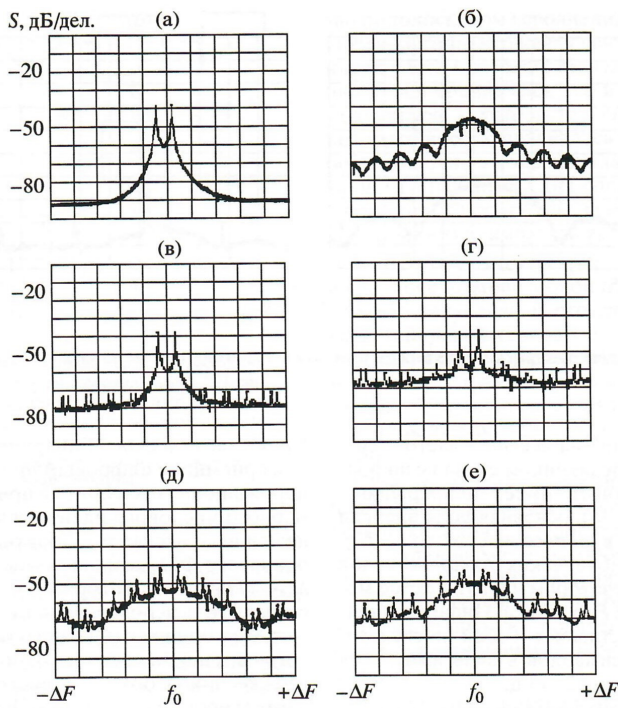 S, дБ/дел.
(а)
(б)
−20
−50
−80
(в)
(г)
−20
−50
−80
(д)
(е)
−20
−50
−80
−ΔF
f₀
+ΔF
−ΔF
f₀
+ΔF